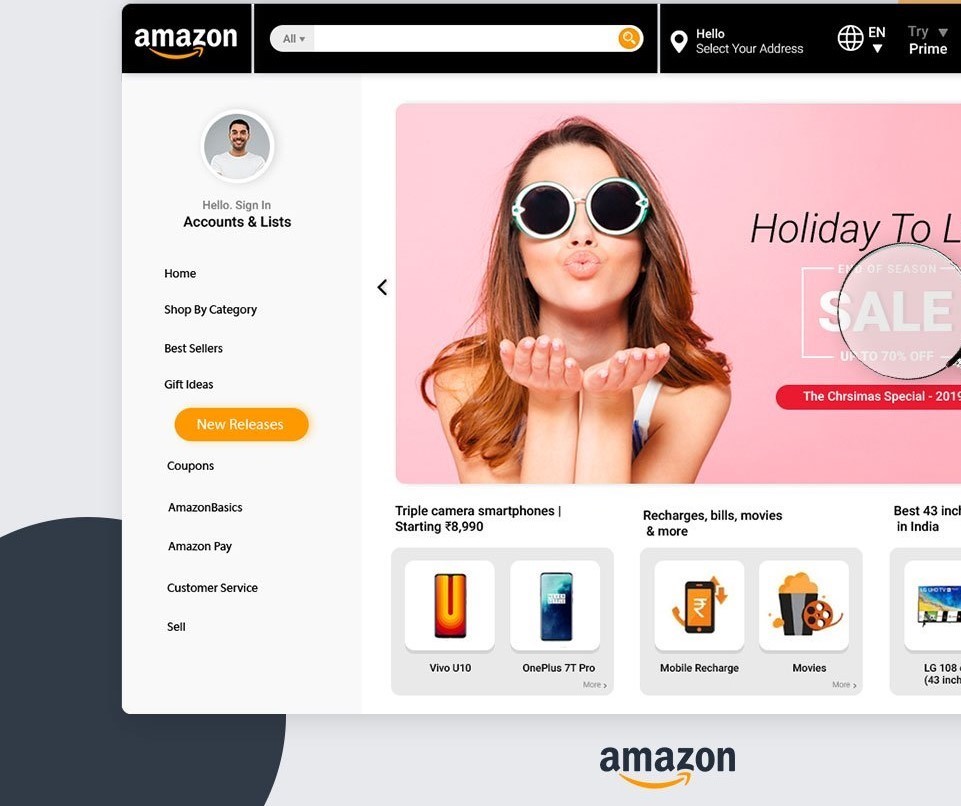 amazon
All
Hello
Select Your Address
EN
Try
Prime
Hello. Sign In
Accounts & Lists
Home
Shop By Category
Best Sellers
Gift Ideas
New Releases
Coupons
AmazonBasics
Amazon Pay
Customer Service
Sell
Holiday To L
END OF SEASON
SALE
UP TO 70% OFF
The Chrsimas Special - 2019
Triple camera smartphones |
Starting ₹8,990
Vivo U10
OnePlus 7T Pro
More
Recharges, bills, movies
& more
₹
Mobile Recharge
Movies
More
Best 43 inch
in India
LG UHD TV
LG 108
(43 inch
amazon